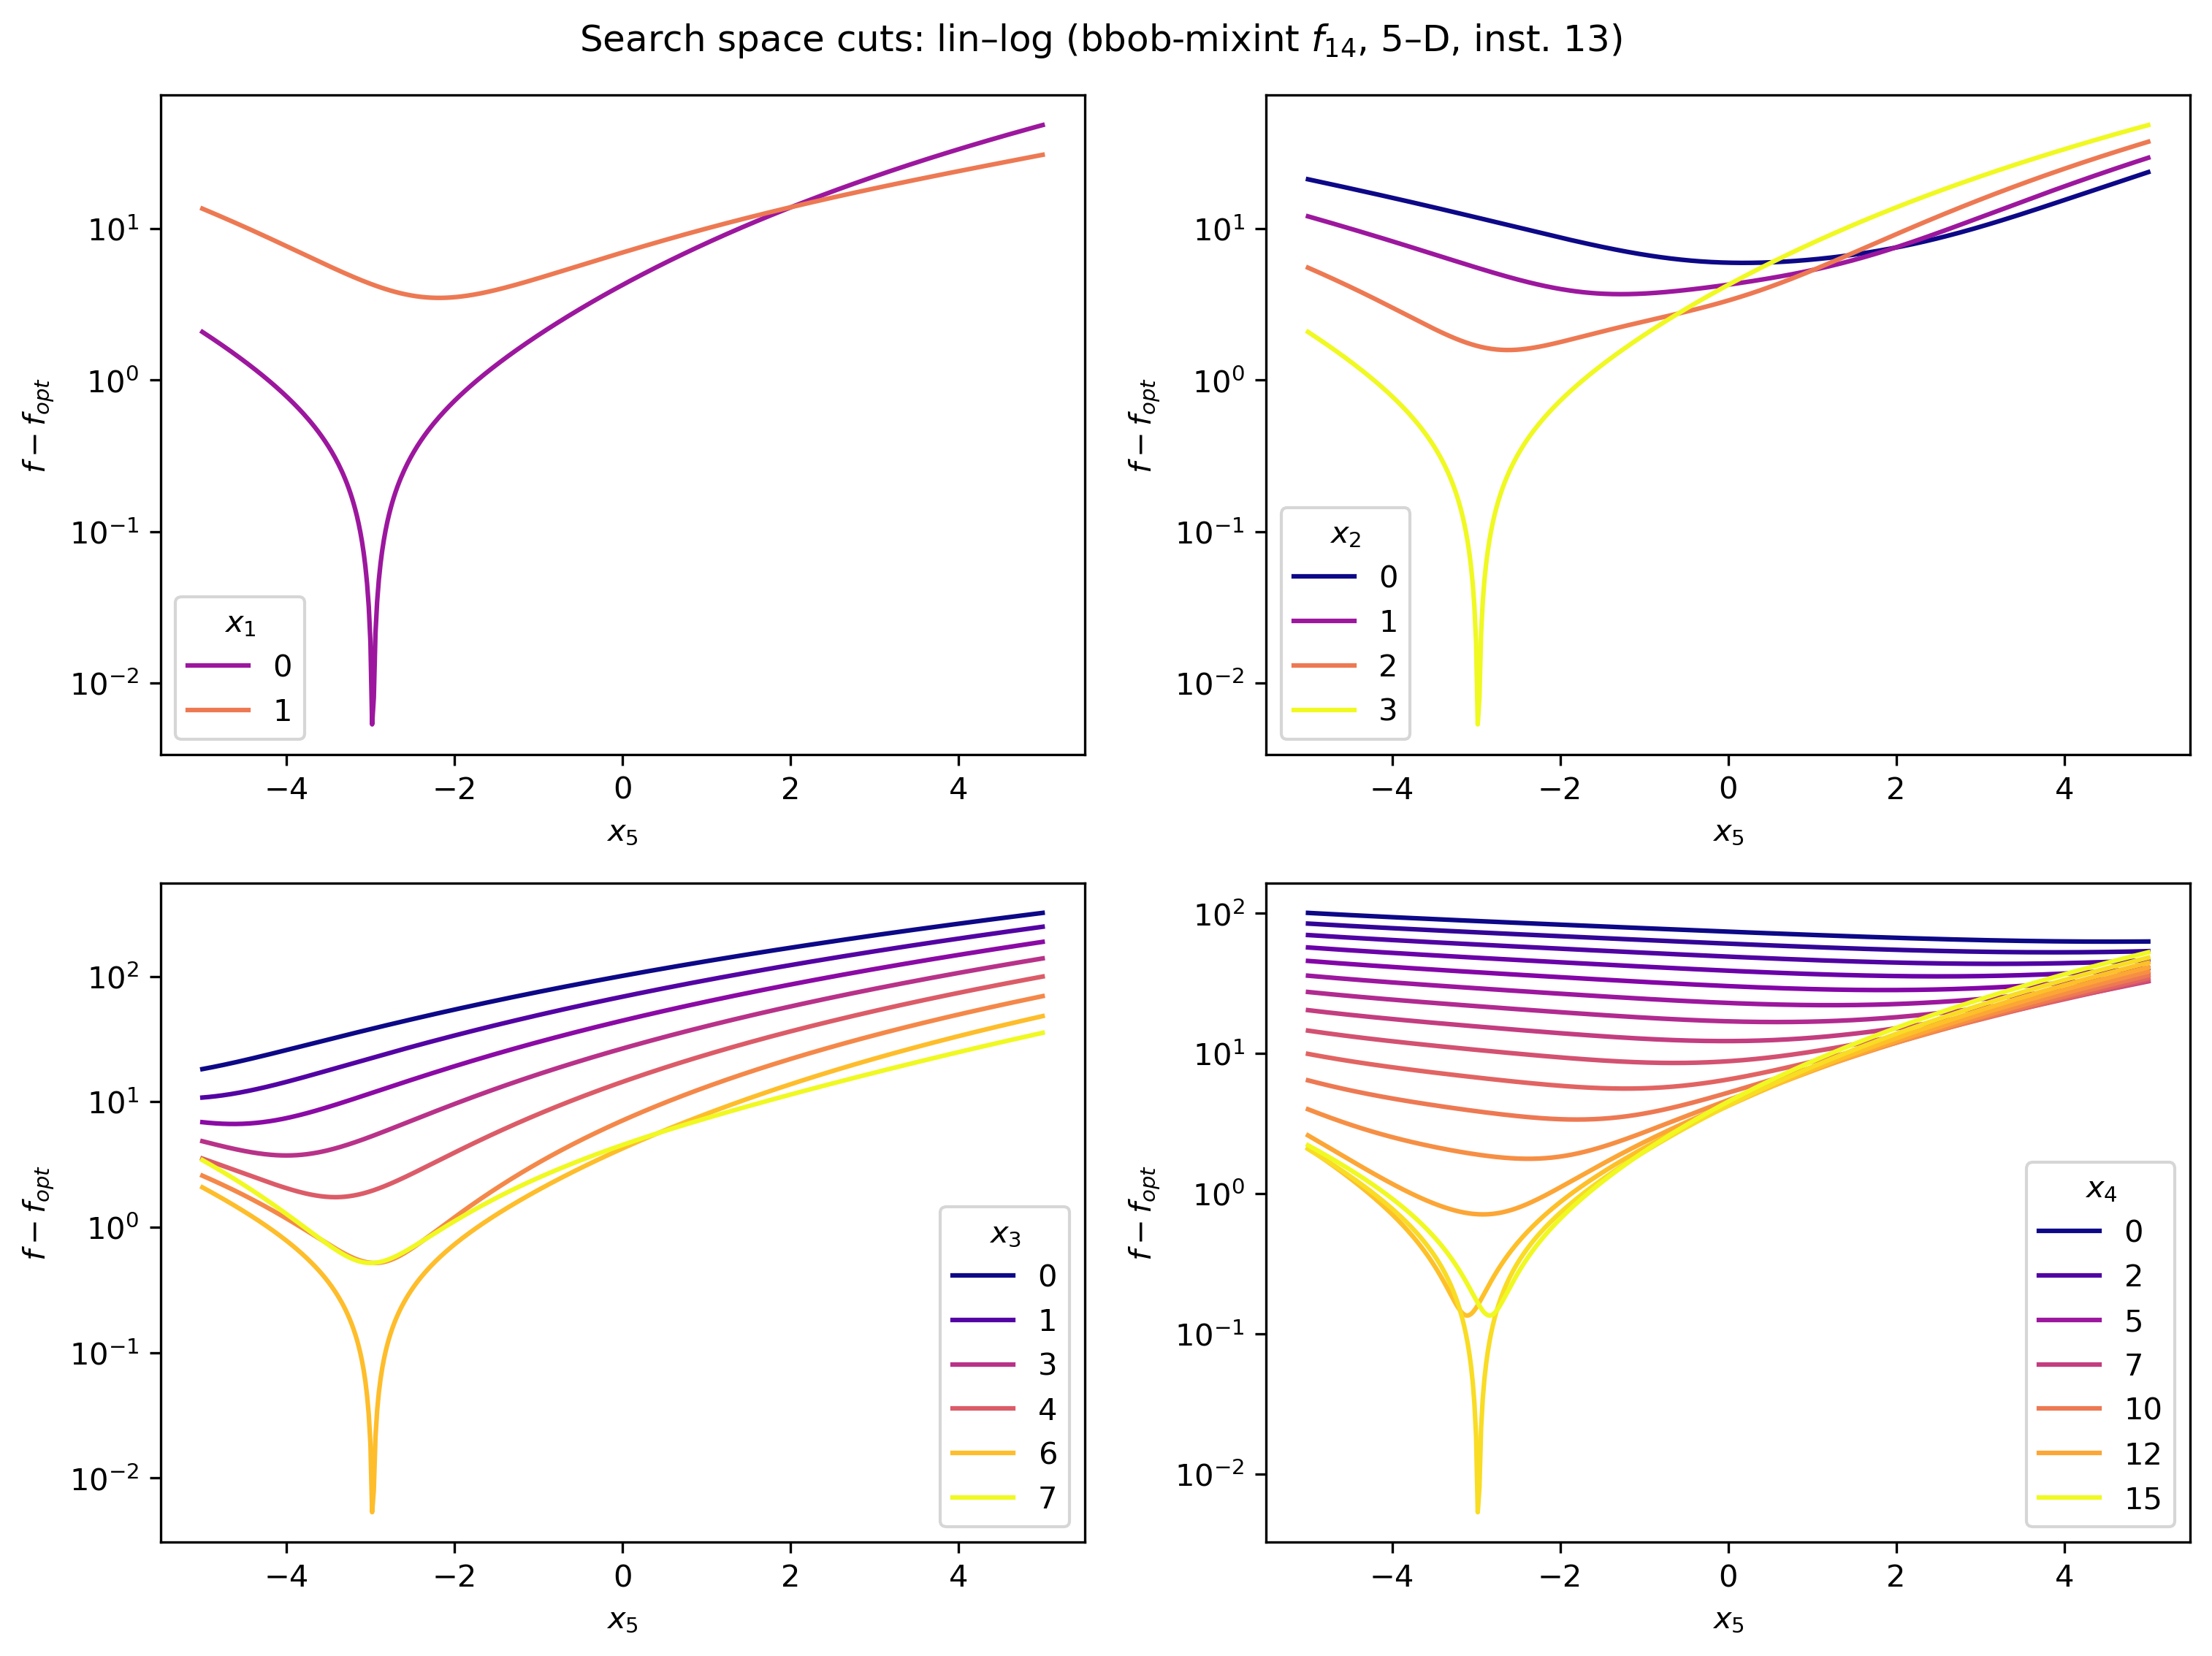 Search space cuts: lin–log (bbob-mixint f14, 5–D, inst. 13)
10^1
10^0
10^−1
10^−2
f − fopt
−4 −2 0 2 4
x5
x1
0
1
10^1
10^0
10^−1
10^−2
f − fopt
−4 −2 0 2 4
x5
x2
0
1
2
3
10^2
10^1
10^0
10^−1
10^−2
f − fopt
−4 −2 0 2 4
x5
x3
0
1
3
4
6
7
10^2
10^1
10^0
10^−1
10^−2
f − fopt
−4 −2 0 2 4
x5
x4
0
2
5
7
10
12
15